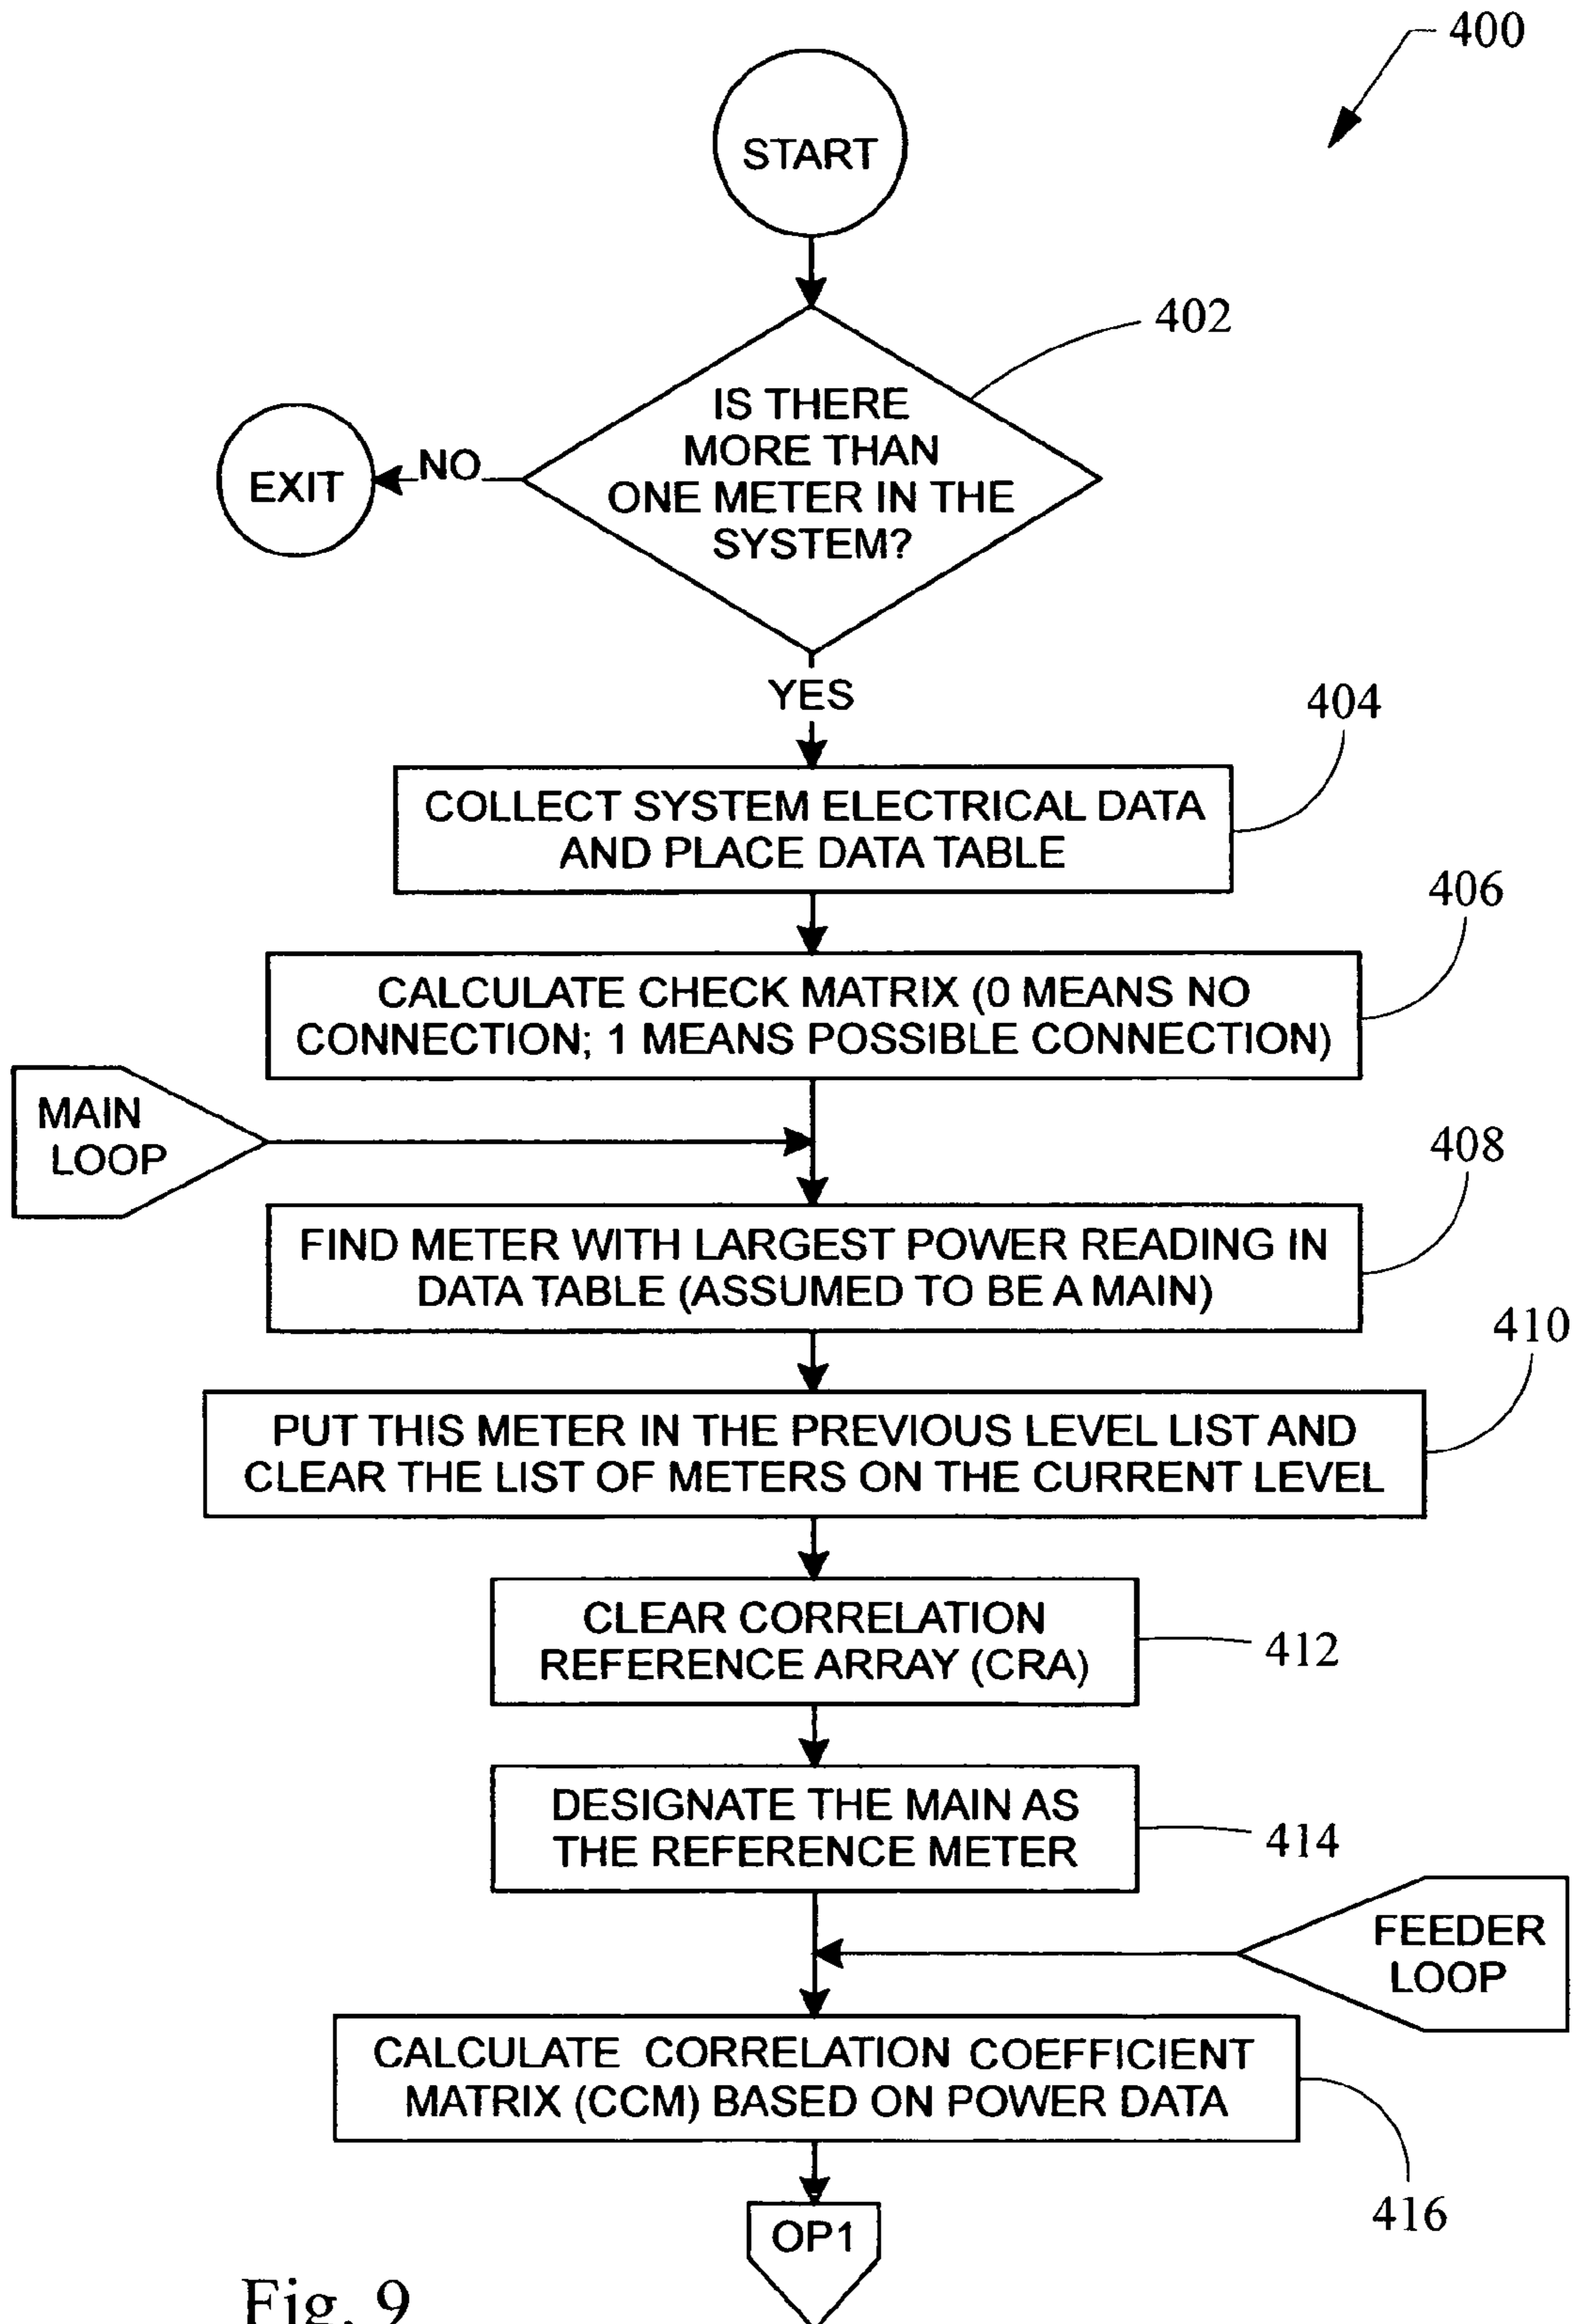 400
START
402
IS THERE
MORE THAN
ONE METER IN THE
SYSTEM?
NO
EXIT
YES
404
COLLECT SYSTEM ELECTRICAL DATA
AND PLACE DATA TABLE
406
CALCULATE CHECK MATRIX (0 MEANS NO
CONNECTION; 1 MEANS POSSIBLE CONNECTION)
MAIN
LOOP
408
FIND METER WITH LARGEST POWER READING IN
DATA TABLE (ASSUMED TO BE A MAIN)
410
PUT THIS METER IN THE PREVIOUS LEVEL LIST AND
CLEAR THE LIST OF METERS ON THE CURRENT LEVEL
CLEAR CORRELATION
REFERENCE ARRAY (CRA)
412
DESIGNATE THE MAIN AS
THE REFERENCE METER
414
FEEDER
LOOP
CALCULATE CORRELATION COEFFICIENT
MATRIX (CCM) BASED ON POWER DATA
416
OP1
Fig. 9